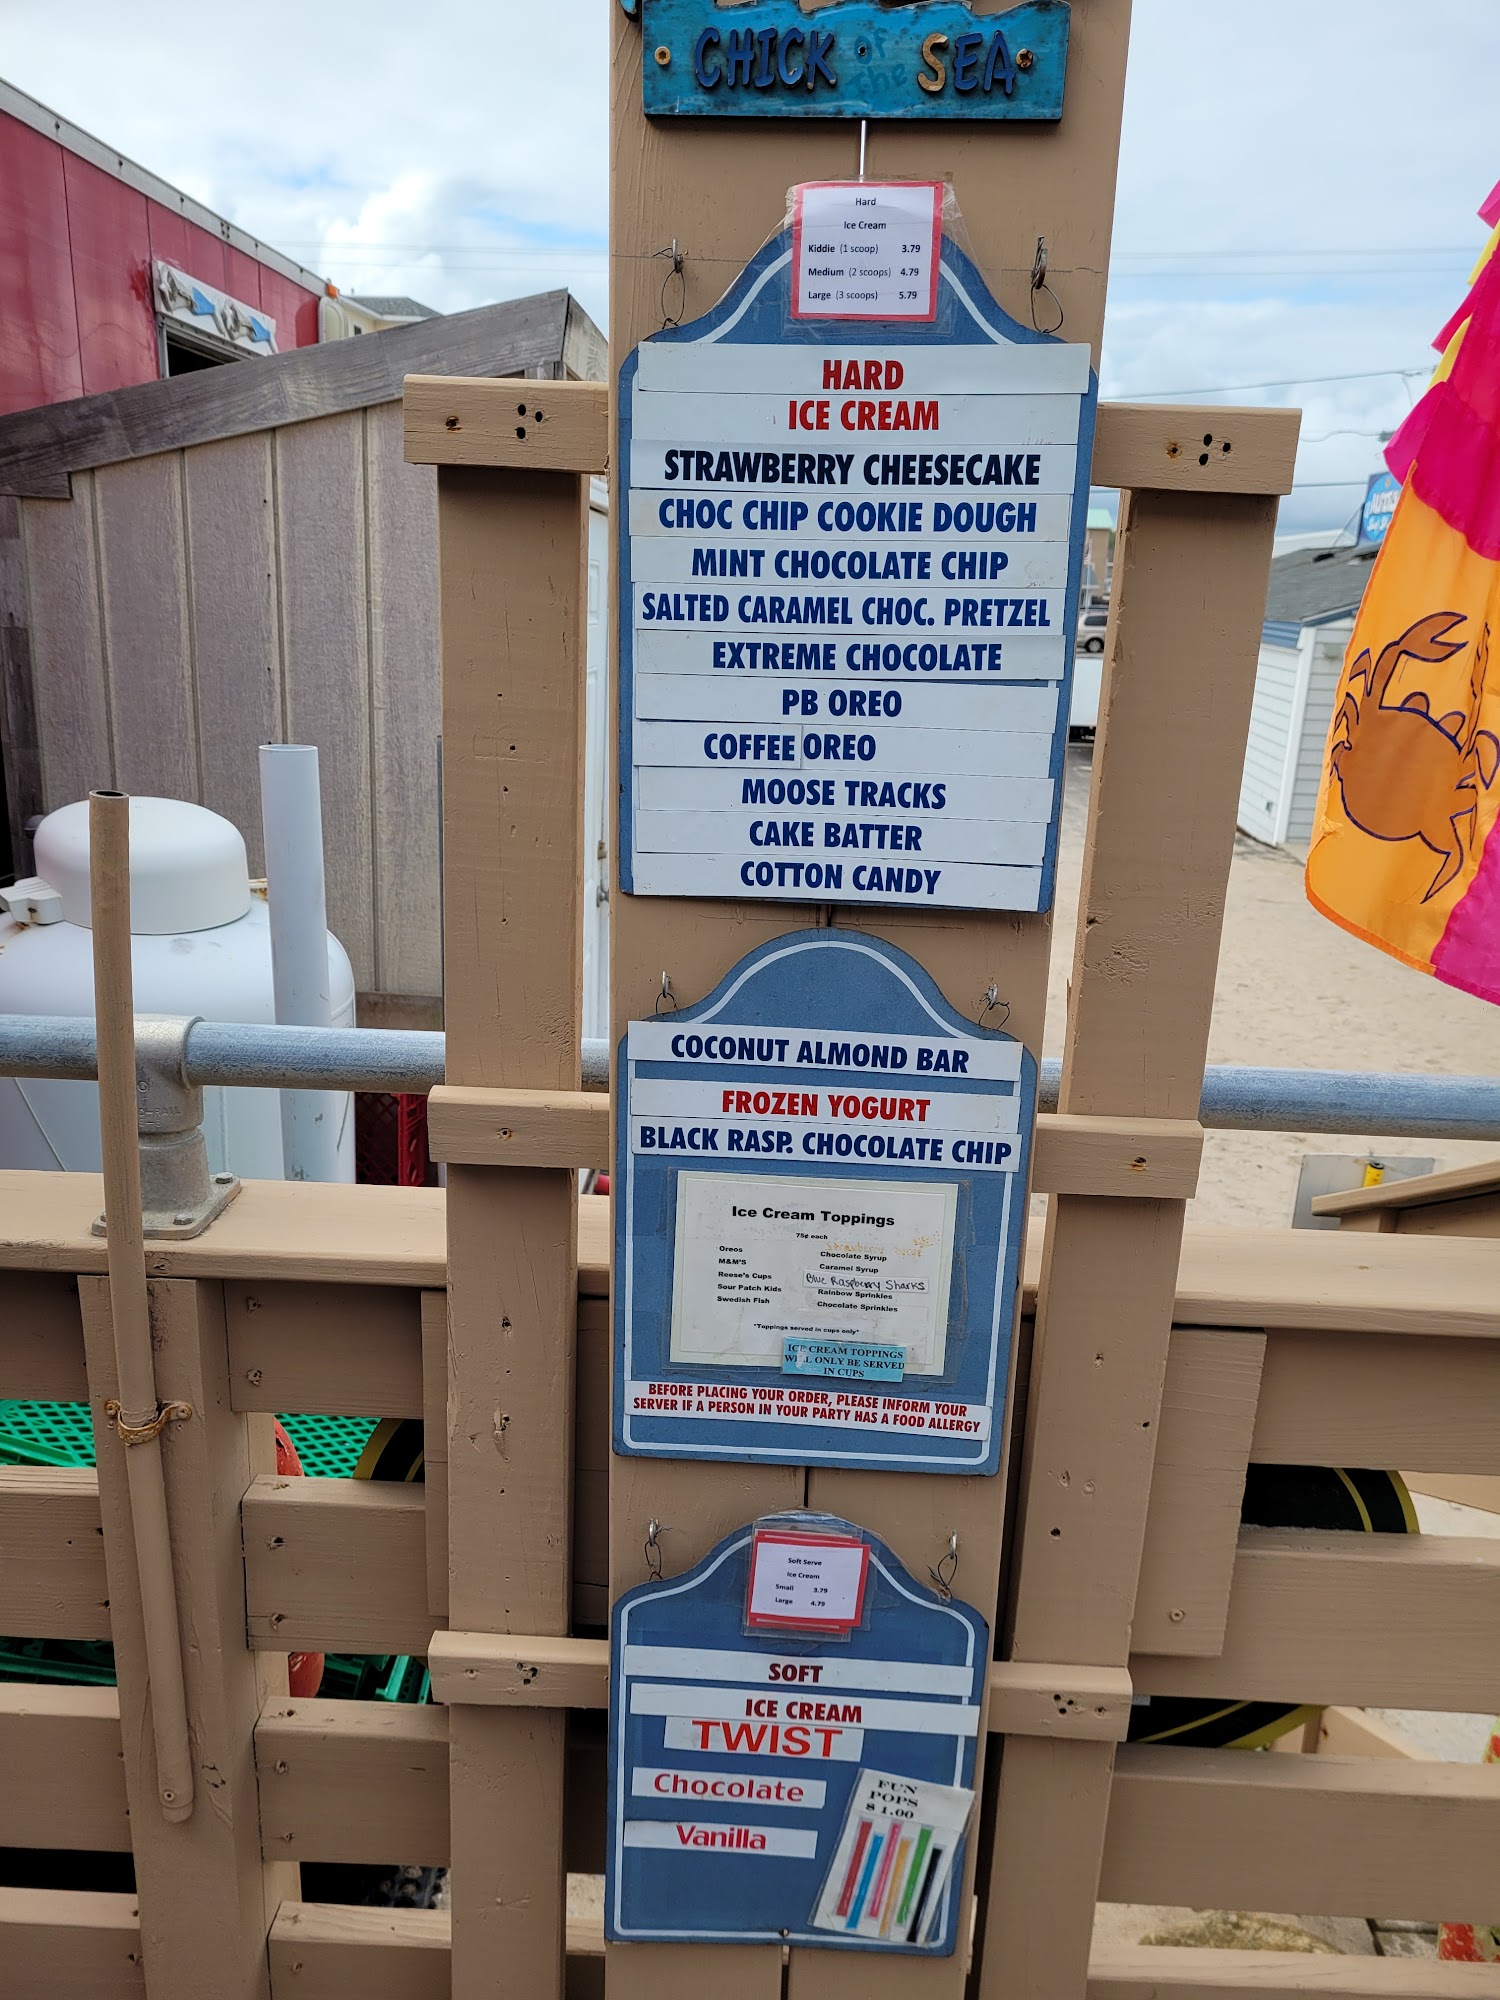 CHICK of The SEA
Hard
Ice Cream
Kiddie (1 scoop) 3.79
Medium (2 scoops) 4.79
Large (3 scoops) 5.79
HARD
ICE CREAM
STRAWBERRY CHEESECAKE
CHOC CHIP COOKIE DOUGH
MINT CHOCOLATE CHIP
SALTED CARAMEL CHOC. PRETZEL
EXTREME CHOCOLATE
PB OREO
COFFEE OREO
MOOSE TRACKS
CAKE BATTER
COTTON CANDY
COCONUT ALMOND BAR
FROZEN YOGURT
BLACK RASP. CHOCOLATE CHIP
Ice Cream Toppings
75¢ each
Oreos
M&M'S
Reese's Cups
Sour Patch Kids
Swedish Fish
Strawberry
Chocolate Syrup
Caramel Syrup
Blue Raspberry Sharks
Rainbow Sprinkles
Chocolate Sprinkles
*Toppings served in cups only*
ICE CREAM TOPPINGS
WILL ONLY BE SERVED
IN CUPS
BEFORE PLACING YOUR ORDER, PLEASE INFORM YOUR
SERVER IF A PERSON IN YOUR PARTY HAS A FOOD ALLERGY
Soft Serve
Ice Cream
Small 3.79
Large 4.79
SOFT
ICE CREAM
TWIST
Chocolate
Vanilla
FUN
POPS
$1.00